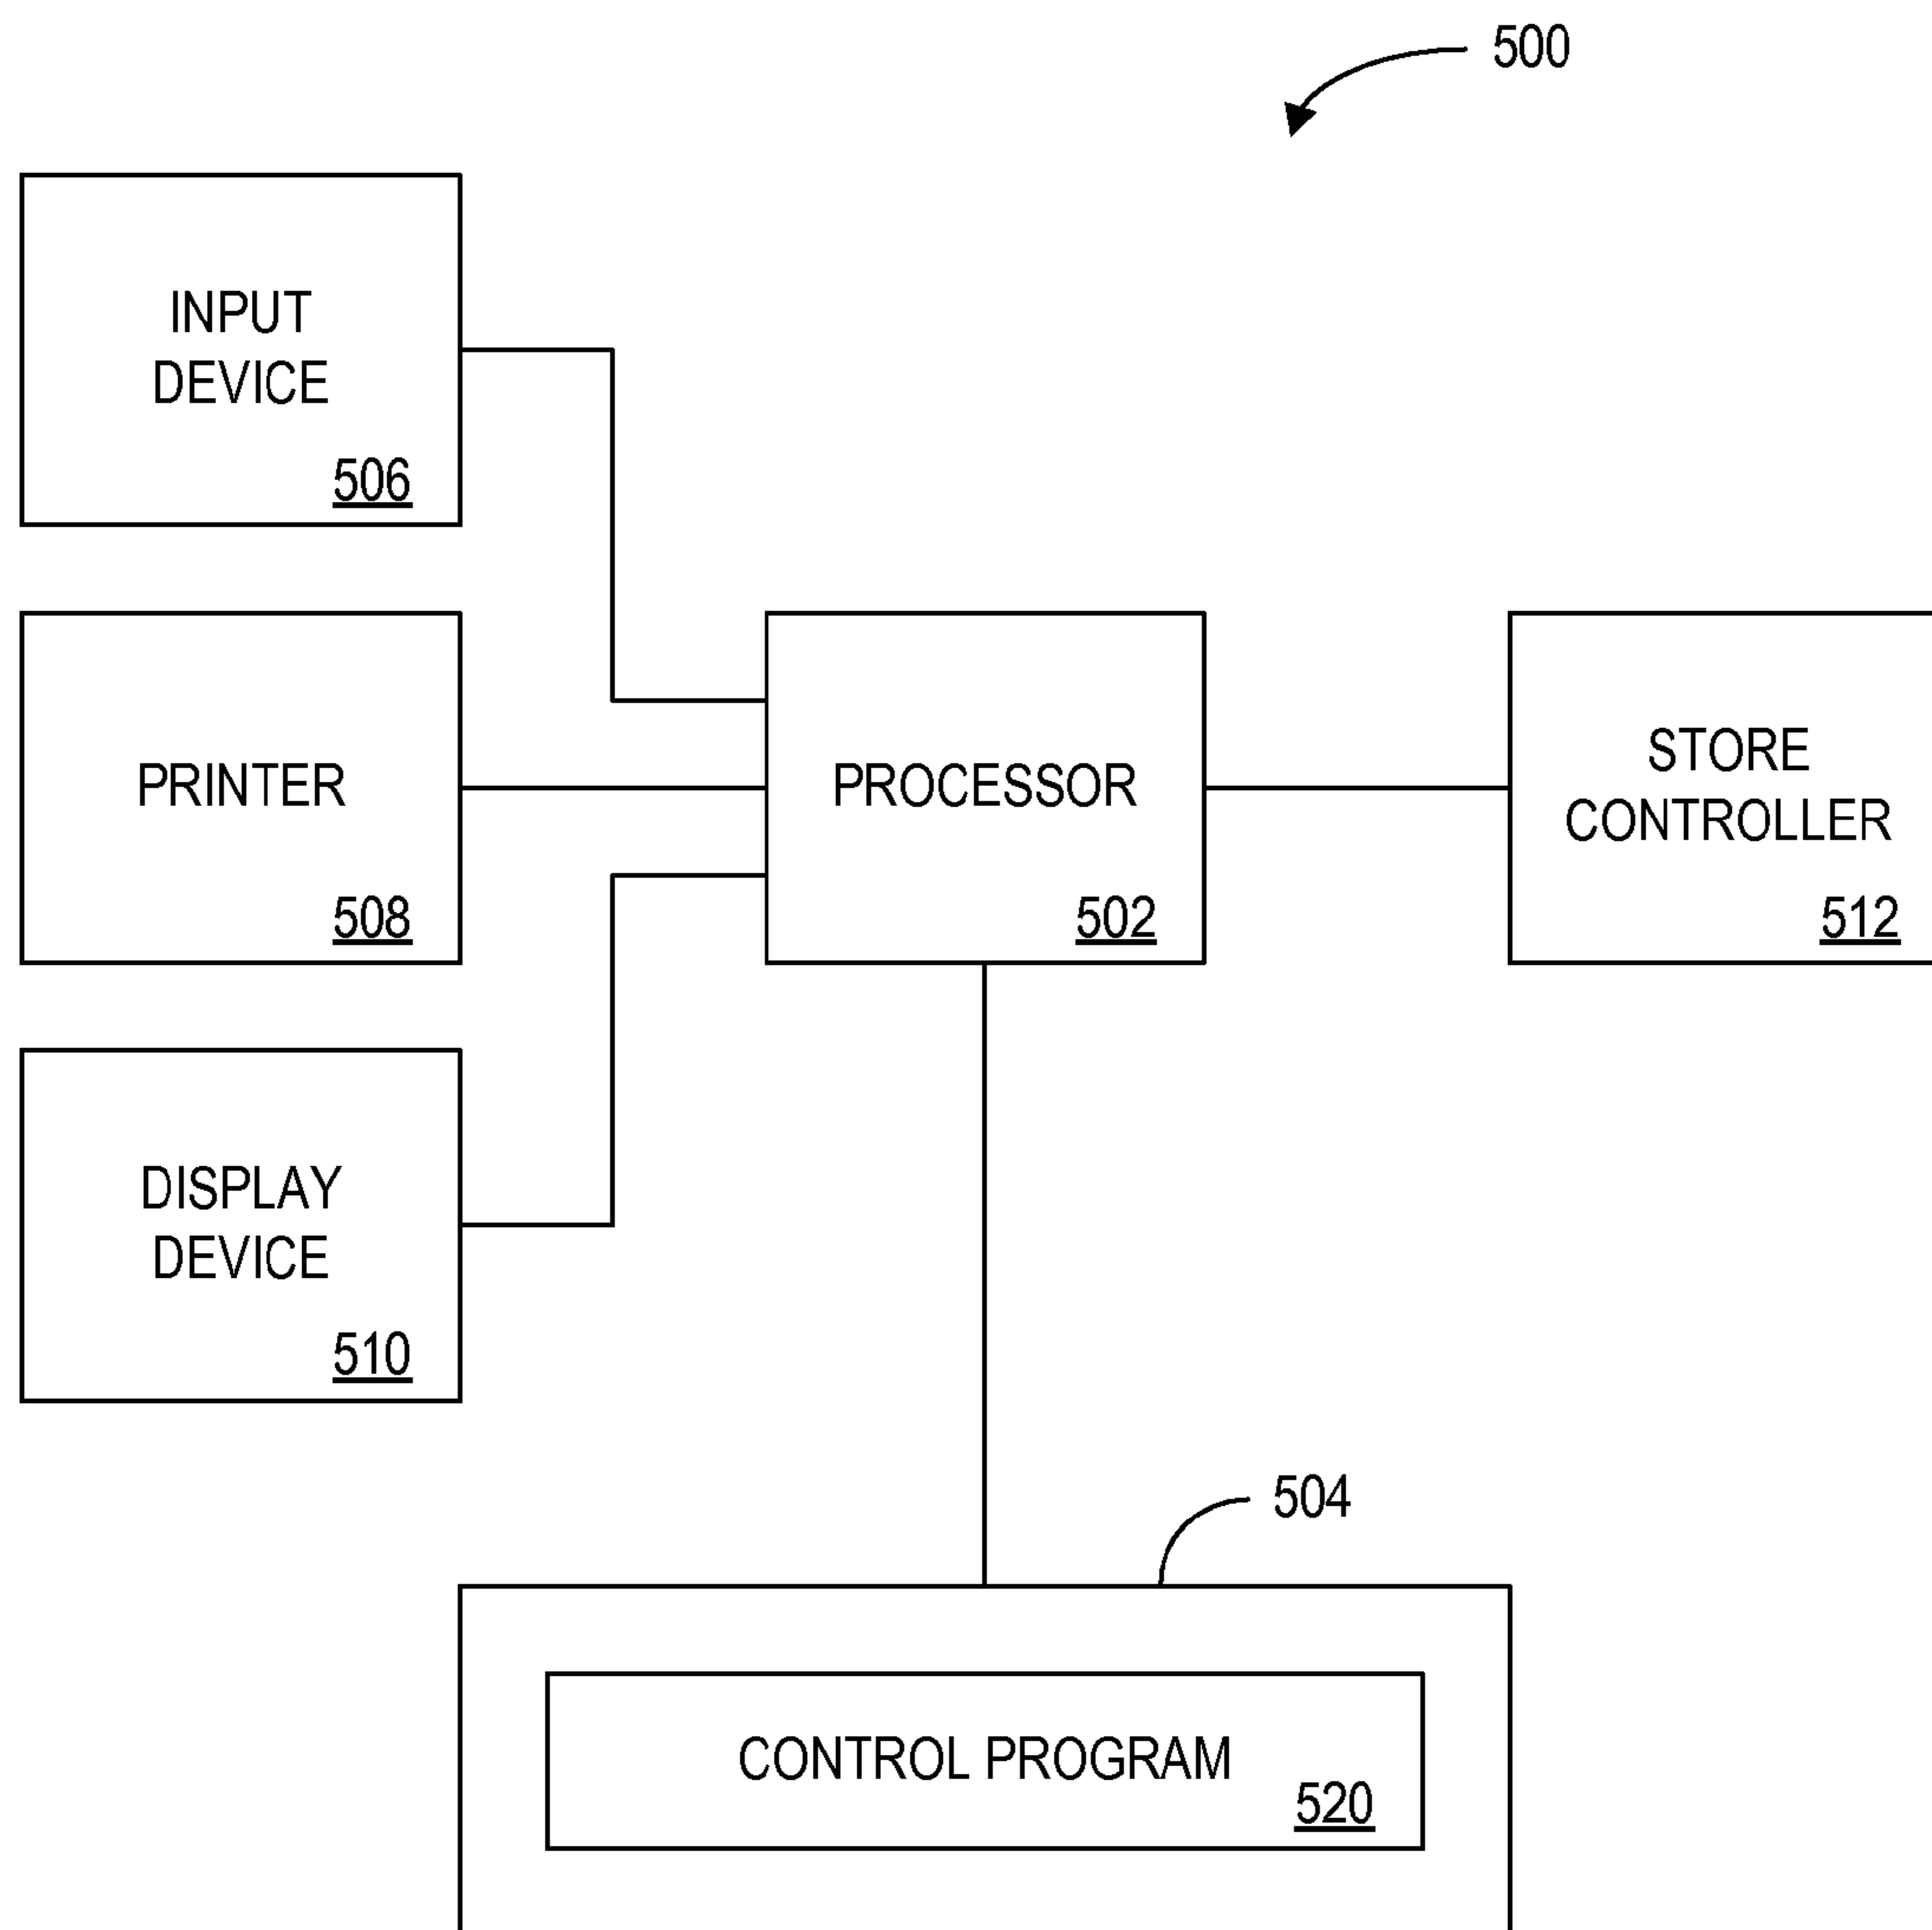 500
INPUT
DEVICE
506
PRINTER
508
PROCESSOR
502
STORE
CONTROLLER
512
DISPLAY
DEVICE
510
504
CONTROL PROGRAM
520